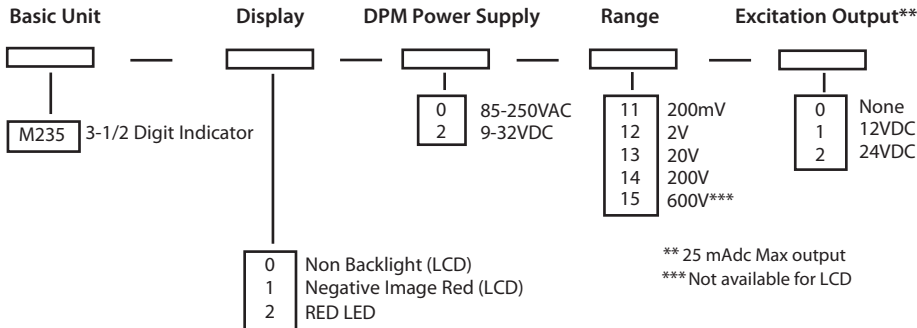 Basic Unit Display DPM Power Supply Range Excitation Output**
M235 3-1/2 Digit Indicator
0 85-250VAC
2 9-32VDC
11 200mV
12 2V
13 20V
14 200V
15 600V***
0 None
1 12VDC
2 24VDC
0 Non Backlight (LCD)
1 Negative Image Red (LCD)
2 RED LED
** 25 mAdc Max output
*** Not available for LCD